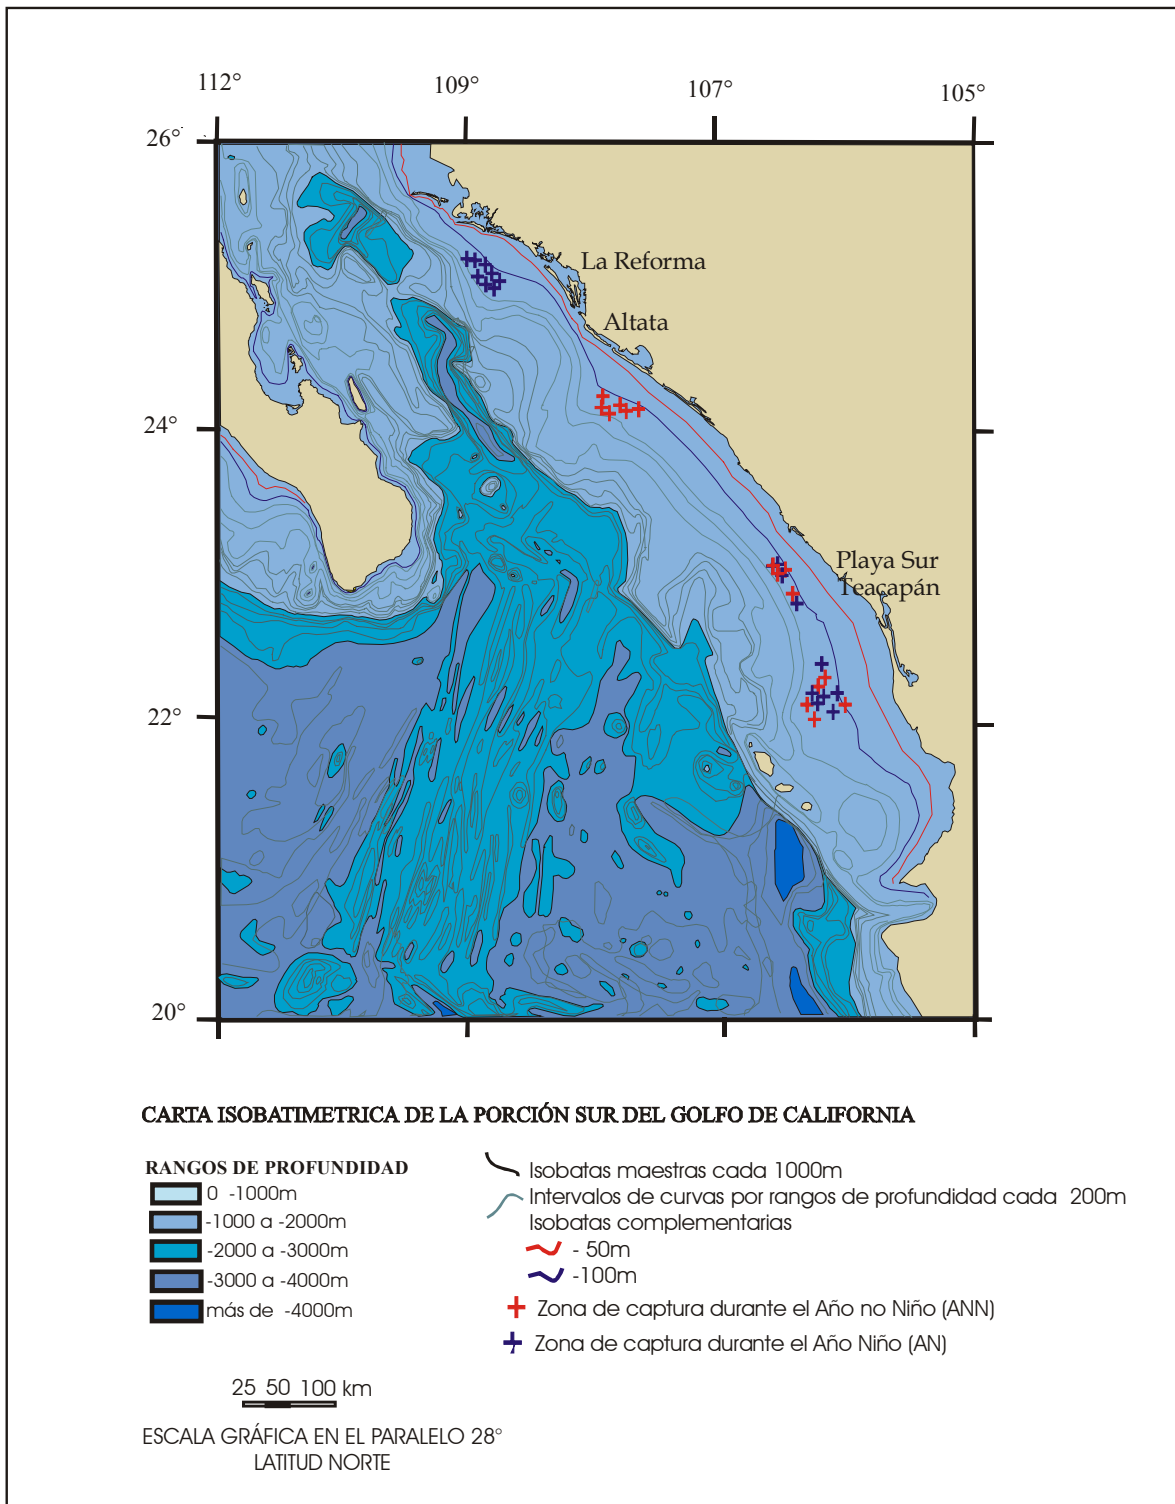 112°
109°
107°
105°
26°
La Reforma
Altata
24°
Playa Sur
Teacapán
22°
20°
CARTA ISOBATIMETRICA DE LA PORCIÓN SUR DEL GOLFO DE CALIFORNIA
RANGOS DE PROFUNDIDAD
0 -1000m
-1000 a -2000m
-2000 a -3000m
-3000 a -4000m
más de -4000m
Isobatas maestras cada 1000m
Intervalos de curvas por rangos de profundidad cada 200m
Isobatas complementarias
- 50m
-100m
Zona de captura durante el Año no Niño (ANN)
Zona de captura durante el Año Niño (AN)
25 50 100 km
ESCALA GRÁFICA EN EL PARALELO 28°
LATITUD NORTE